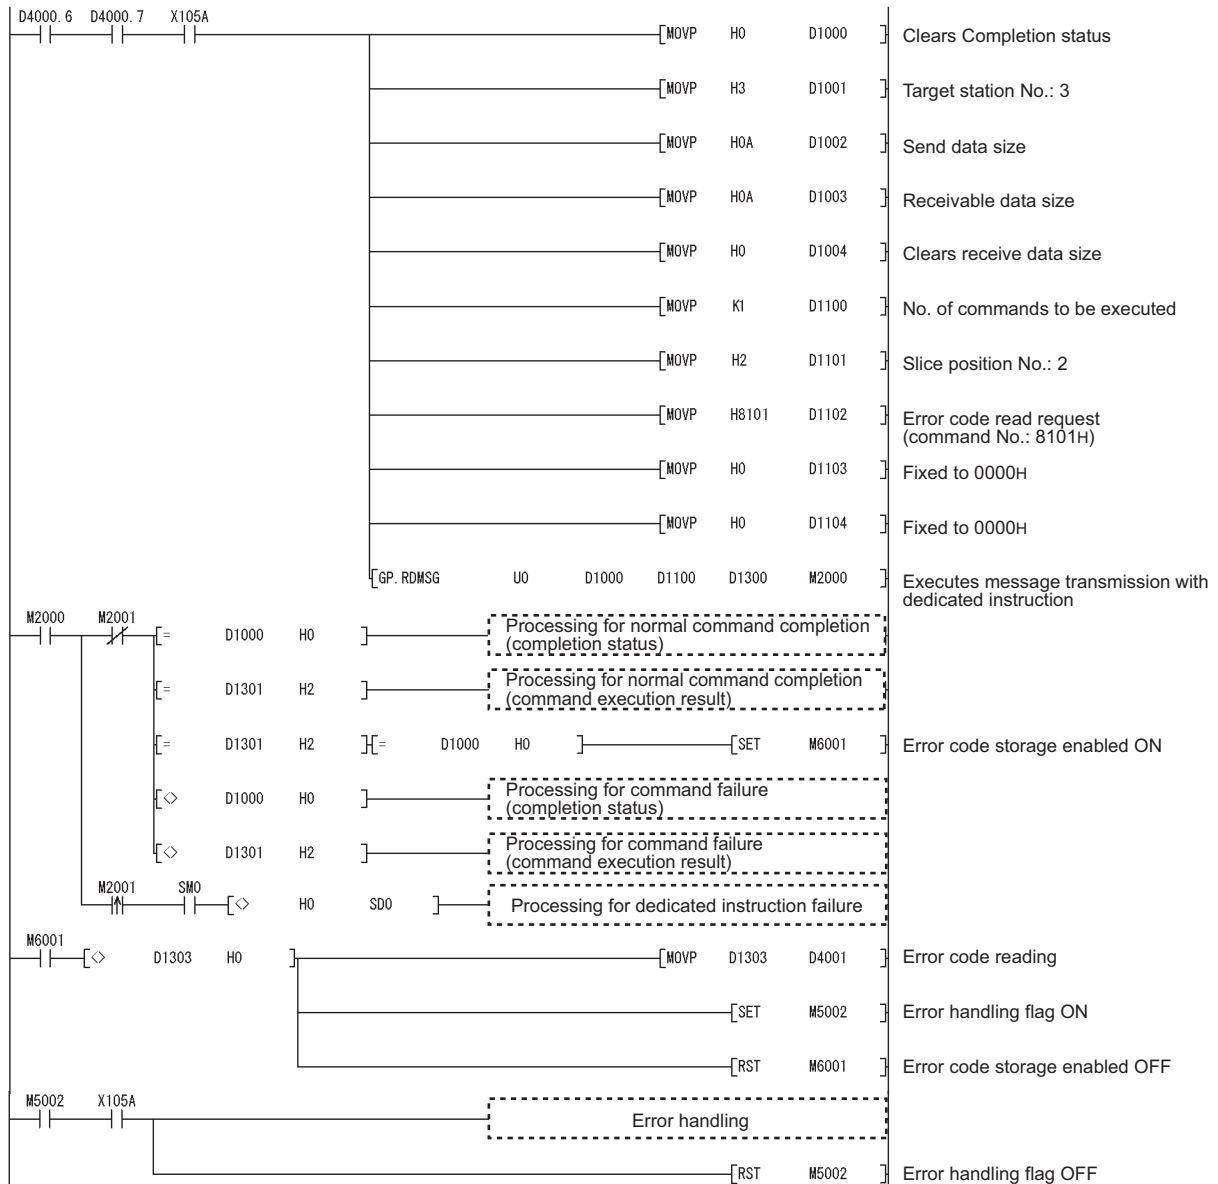 D4000.6 D4000.7 X105A
[MOVP H0 D1000 ] Clears Completion status
[MOVP H3 D1001 ] Target station No.: 3
[MOVP H0A D1002 ] Send data size
[MOVP H0A D1003 ] Receivable data size
[MOVP H0 D1004 ] Clears receive data size
[MOVP K1 D1100 ] No. of commands to be executed
[MOVP H2 D1101 ] Slice position No.: 2
[MOVP H8101 D1102 ] Error code read request
(command No.: 8101H)
[MOVP H0 D1103 ] Fixed to 0000H
[MOVP H0 D1104 ] Fixed to 0000H
[GP.RDMSG U0 D1000 D1100 D1300 M2000 ] Executes message transmission with
dedicated instruction
M2000 M2001
[= D1000 H0 ] Processing for normal command completion
(completion status)
[= D1301 H2 ] Processing for normal command completion
(command execution result)
[= D1301 H2 ] [= D1000 H0 ] [SET M6001 ] Error code storage enabled ON
[<> D1000 H0 ] Processing for command failure
(completion status)
[<> D1301 H2 ] Processing for command failure
(command execution result)
M2001 SM0
[<> H0 SD0 ] Processing for dedicated instruction failure
M6001
[<> D1303 H0 ] [MOVP D1303 D4001 ] Error code reading
[SET M5002 ] Error handling flag ON
[RST M6001 ] Error code storage enabled OFF
M5002 X105A
Error handling
[RST M5002 ] Error handling flag OFF